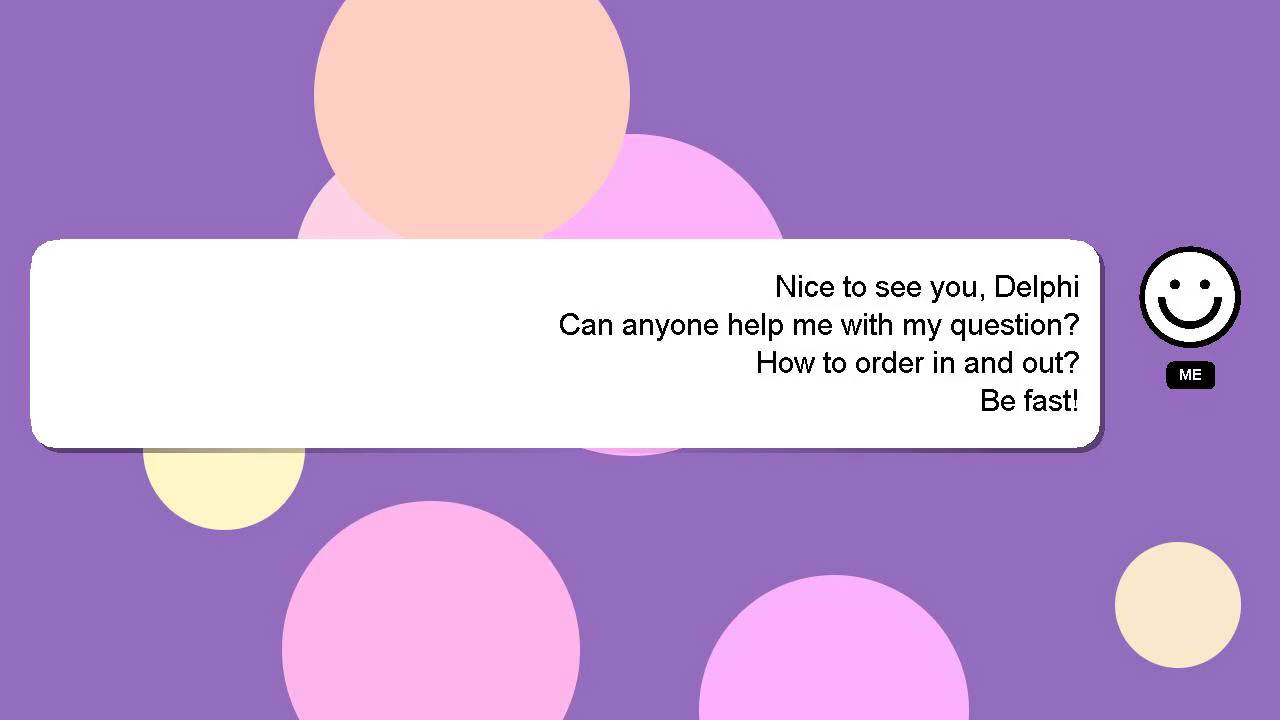 Nice to see you, Delphi
Can anyone help me with my question?
How to order in and out?
Be fast!
ME